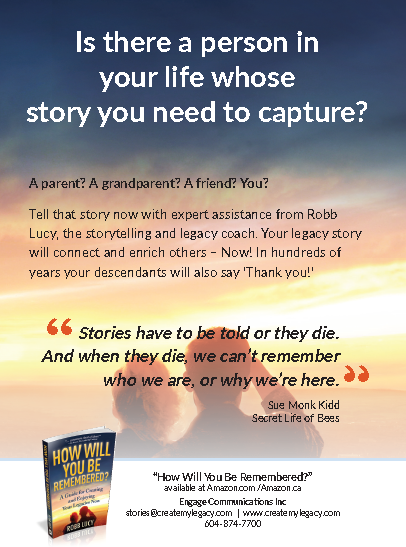 Is there a person in
your life whose
story you need to capture?
A parent? A grandparent? A friend? You?
Tell that story now with expert assistance from Robb
Lucy, the storytelling and legacy coach. Your legacy story
will connect and enrich others – Now! In hundreds of
years your descendants will also say 'Thank you!'
“ Stories have to be told or they die.
And when they die, we can't remember
who we are, or why we're here. ”
Sue Monk Kidd
Secret Life of Bees
HOW WILL
YOU BE
REMEMBERED?
A Guide for Creating
and Enjoying
Your Legacies Now
ROBB LUCY
“How Will You Be Remembered?”
available at Amazon.com /Amazon.ca
Engage Communications Inc
stories@createmylegacy.com | www.createmylegacy.com
604-874-7700